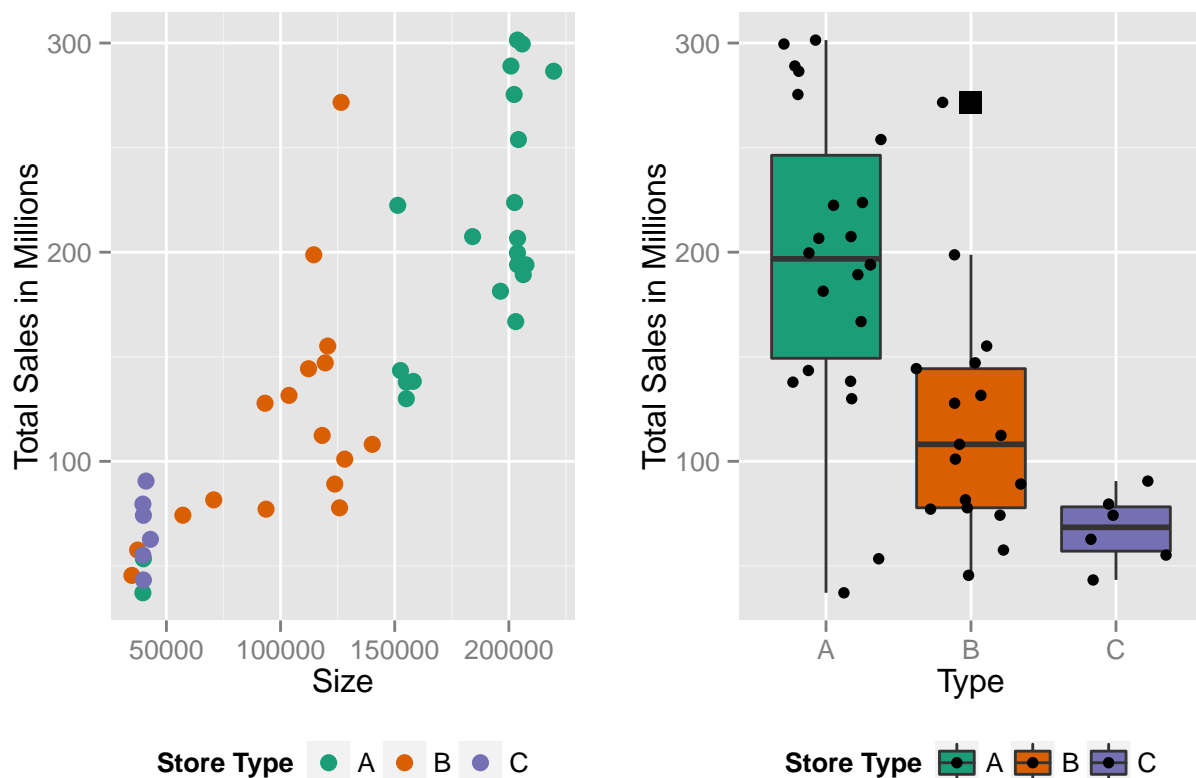 Total Sales in Millions
300
200
100
50000 100000 150000 200000
Size
Store Type A B C
Total Sales in Millions
300
200
100
A B C
Type
Store Type A B C